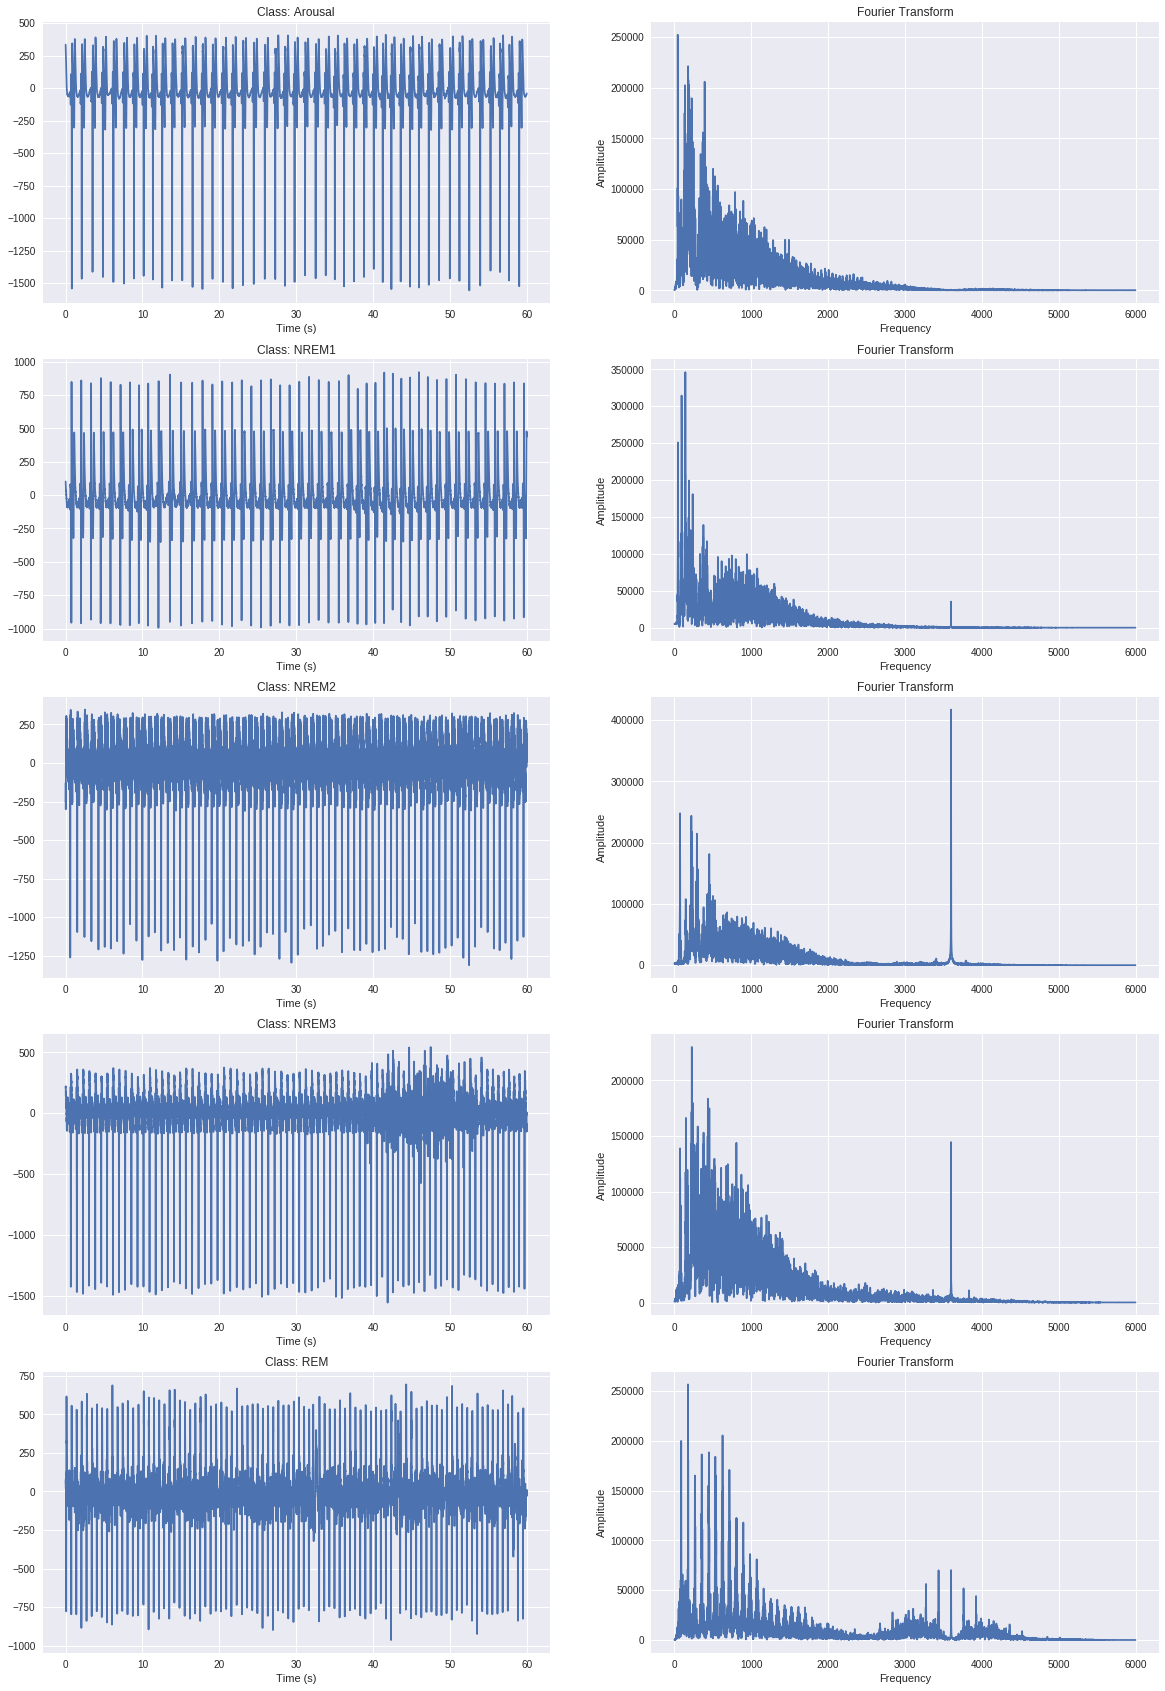 Class: Arousal
500
250
0
−250
−500
−750
−1000
−1250
−1500
0 10 20 30 40 50 60
Time (s)
Fourier Transform
250000
200000
150000
100000
50000
0
Amplitude
0 1000 2000 3000 4000 5000 6000
Frequency
Class: NREM1
1000
750
500
250
0
−250
−500
−750
−1000
0 10 20 30 40 50 60
Time (s)
Fourier Transform
350000
300000
250000
200000
150000
100000
50000
0
Amplitude
0 1000 2000 3000 4000 5000 6000
Frequency
Class: NREM2
250
0
−250
−500
−750
−1000
−1250
0 10 20 30 40 50 60
Time (s)
Fourier Transform
400000
300000
200000
100000
0
Amplitude
0 1000 2000 3000 4000 5000 6000
Frequency
Class: NREM3
500
0
−500
−1000
−1500
0 10 20 30 40 50 60
Time (s)
Fourier Transform
200000
150000
100000
50000
0
Amplitude
0 1000 2000 3000 4000 5000 6000
Frequency
Class: REM
750
500
250
0
−250
−500
−750
−1000
0 10 20 30 40 50 60
Time (s)
Fourier Transform
250000
200000
150000
100000
50000
0
Amplitude
0 1000 2000 3000 4000 5000 6000
Frequency